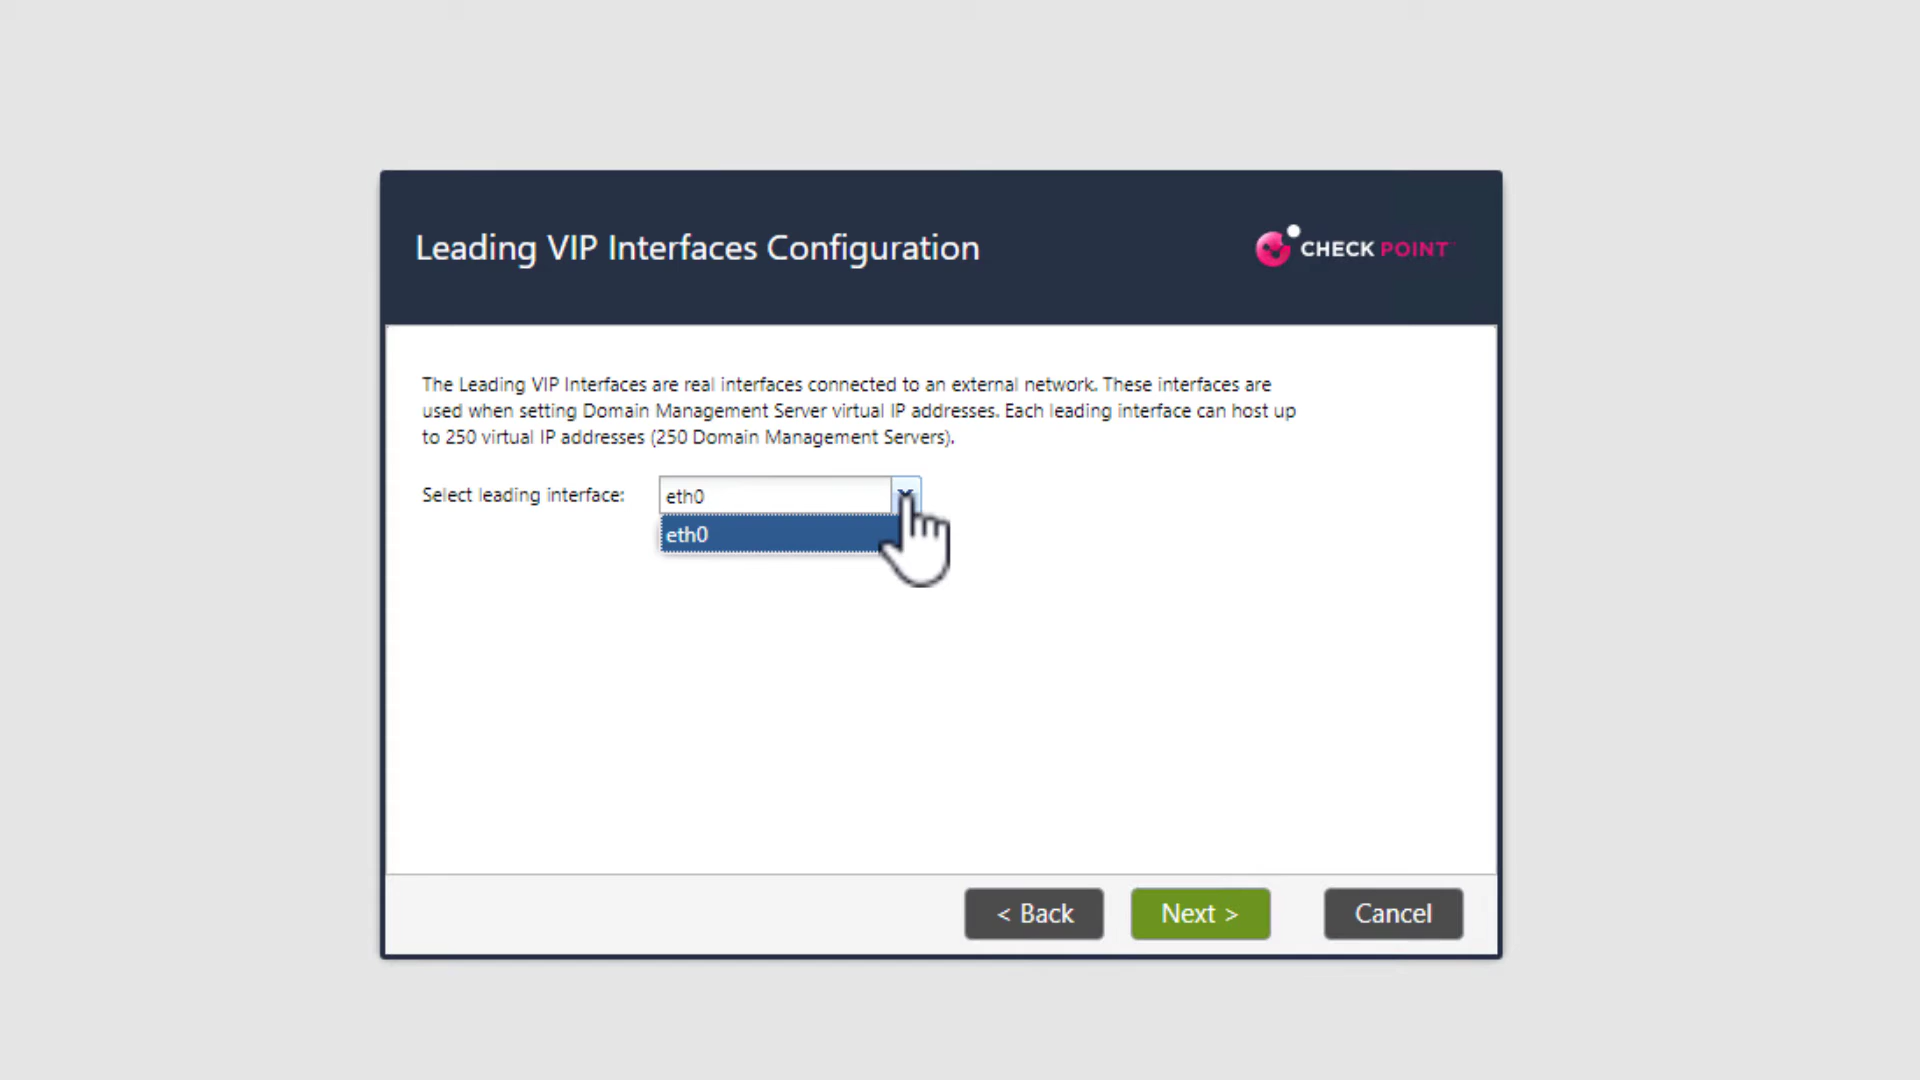 Leading VIP Interfaces Configuration
CHECK POINT
The Leading VIP Interfaces are real interfaces connected to an external network. These interfaces are
used when setting Domain Management Server virtual IP addresses. Each leading interface can host up
to 250 virtual IP addresses (250 Domain Management Servers).
Select leading interface: eth0
eth0
< Back Next > Cancel